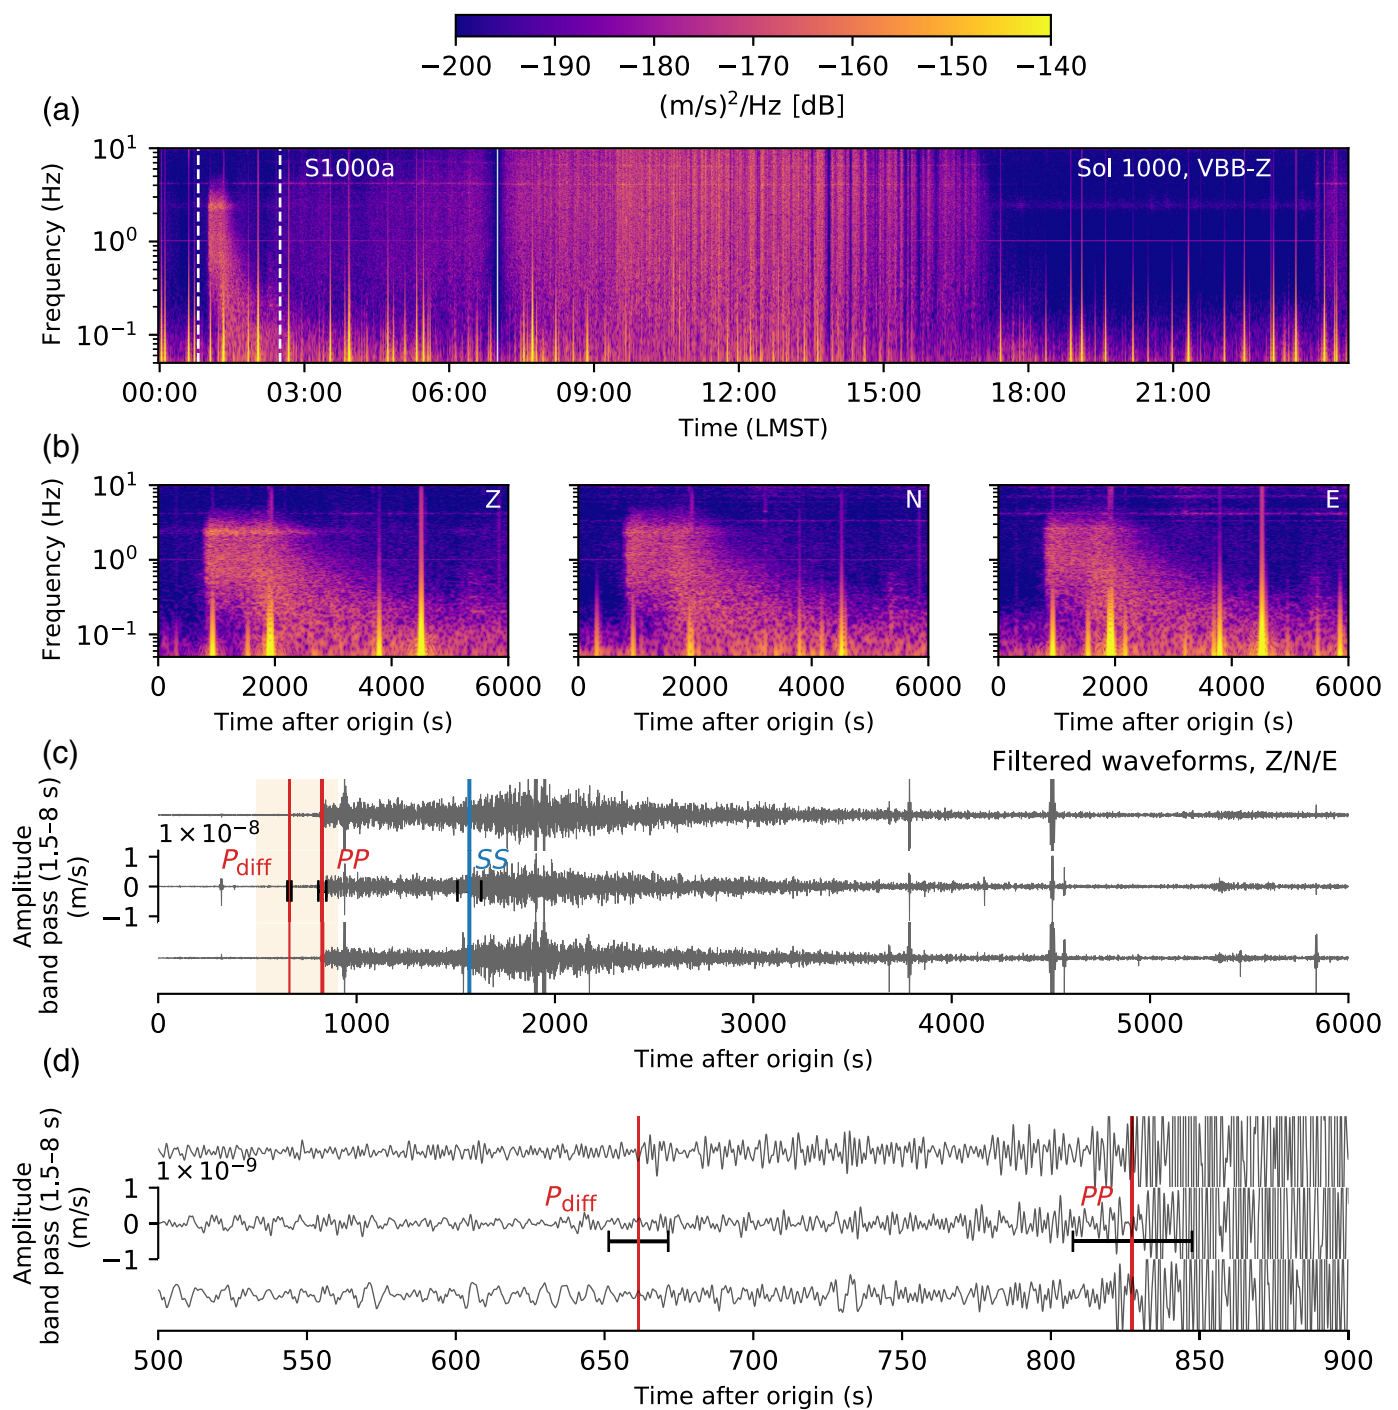 −200 −190 −180 −170 −160 −150 −140
(m/s)²/Hz [dB]
(a)
S1000a
Sol 1000, VBB-Z
Frequency (Hz)
10¹
10⁰
10⁻¹
00:00 03:00 06:00 09:00 12:00 15:00 18:00 21:00
Time (LMST)
(b)
Frequency (Hz)
10¹
10⁰
10⁻¹
Z
N
E
0 2000 4000 6000
0 2000 4000 6000
0 2000 4000 6000
Time after origin (s)
Time after origin (s)
Time after origin (s)
(c)
Filtered waveforms, Z/N/E
Amplitude
band pass (1.5–8 s)
(m/s)
1 × 10⁻⁸
1
0
−1
P_diff
PP
SS
0 1000 2000 3000 4000 5000 6000
Time after origin (s)
(d)
Amplitude
band pass (1.5–8 s)
(m/s)
1 × 10⁻⁹
1
0
−1
P_diff
PP
500 550 600 650 700 750 800 850 900
Time after origin (s)